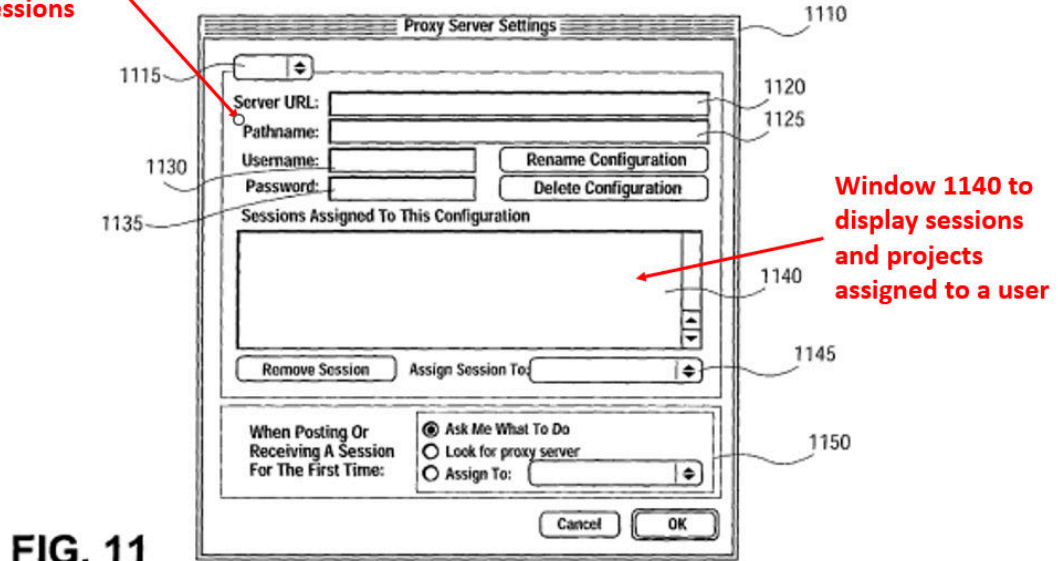 essions
Proxy Server Settings
1110
1115
Server URL:
1120
Pathname:
1125
Username:
1130
Rename Configuration
Password:
1135
Delete Configuration
Sessions Assigned To This Configuration
Window 1140 to
display sessions
and projects
assigned to a user
1140
Remove Session
Assign Session To:
1145
When Posting Or
Receiving A Session
For The First Time:
Ask Me What To Do
Look for proxy server
Assign To:
1150
Cancel
OK
FIG. 11